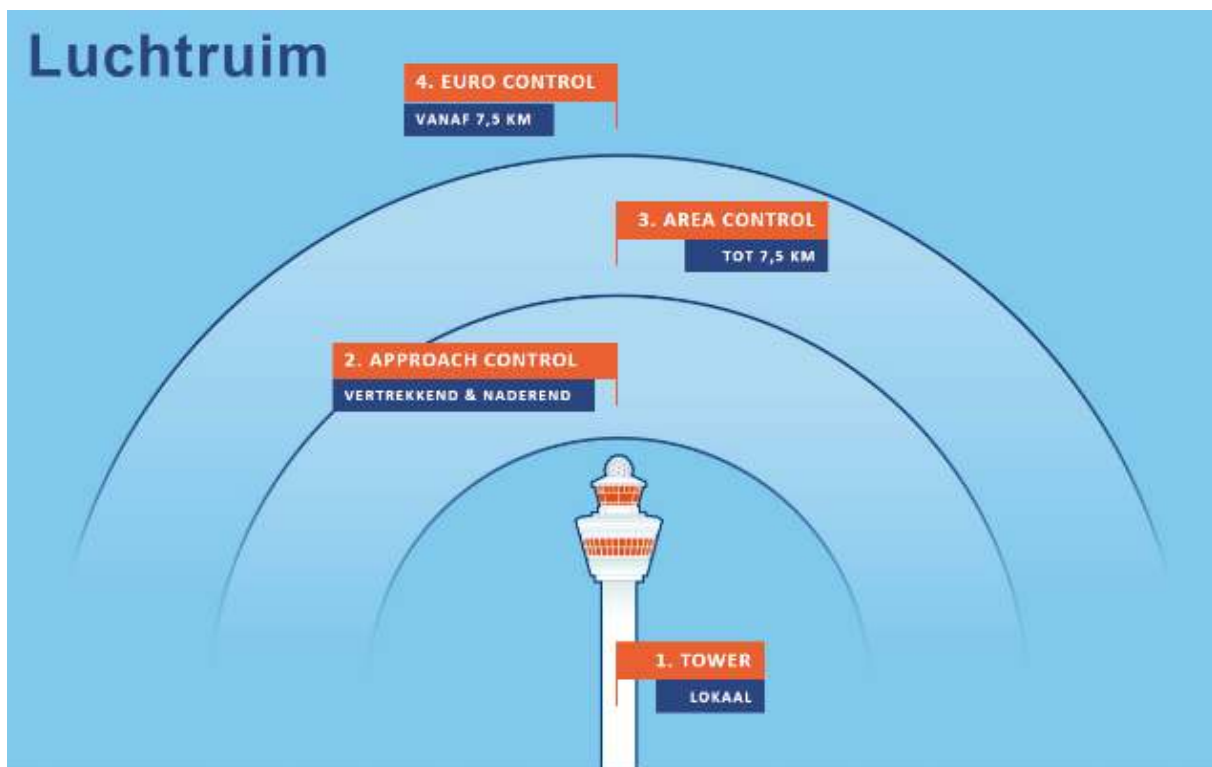 Luchtruim
4. EURO CONTROL
VANAF 7,5 KM
3. AREA CONTROL
TOT 7,5 KM
2. APPROACH CONTROL
VERTREKKEND & NADEREND
1. TOWER
LOKAAL